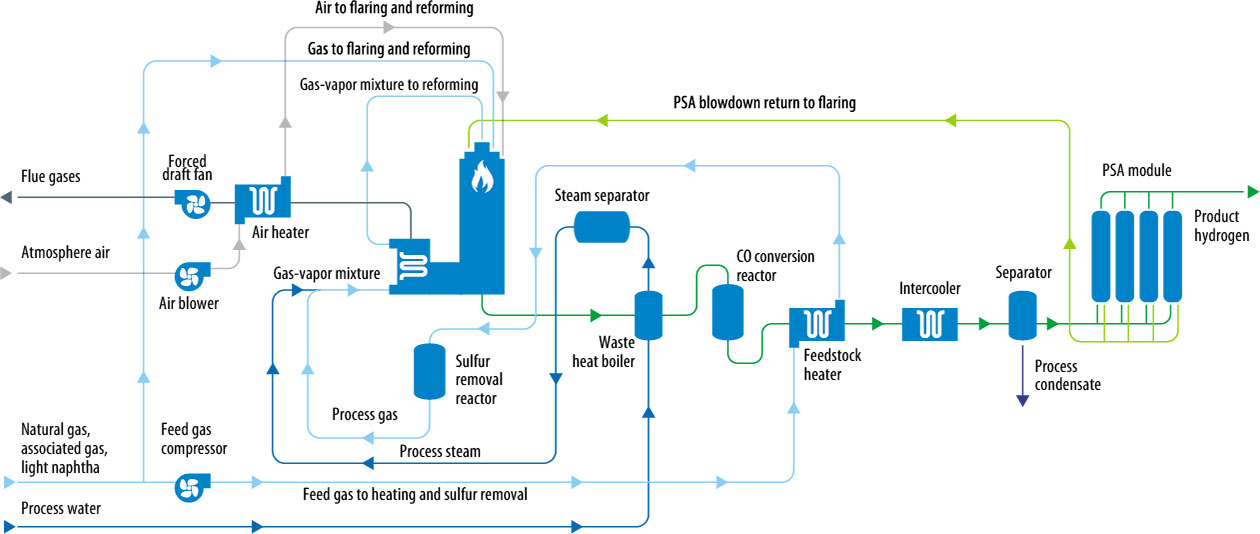 Air to flaring and reforming
Gas to flaring and reforming
Gas-vapor mixture to reforming
PSA blowdown return to flaring
Forced
draft fan
Flue gases
PSA module
Steam separator
Product
hydrogen
Air heater
Atmosphere air
Gas-vapor mixture
CO conversion
reactor
Separator
Air blower
Intercooler
Waste
heat boiler
Feedstock
heater
Sulfur
removal
reactor
Process
condensate
Process gas
Natural gas,
associated gas,
light naphtha
Feed gas
compressor
Process steam
Feed gas to heating and sulfur removal
Process water